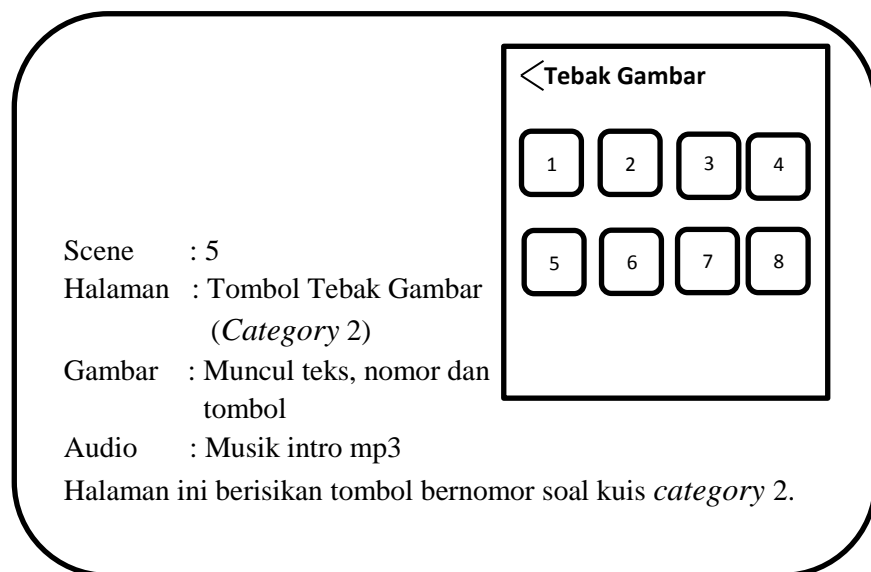 Tebak Gambar
1 2 3 4
5 6 7 8
Scene : 5
Halaman : Tombol Tebak Gambar
(Category 2)
Gambar : Muncul teks, nomor dan
tombol
Audio : Musik intro mp3
Halaman ini berisikan tombol bernomor soal kuis category 2.